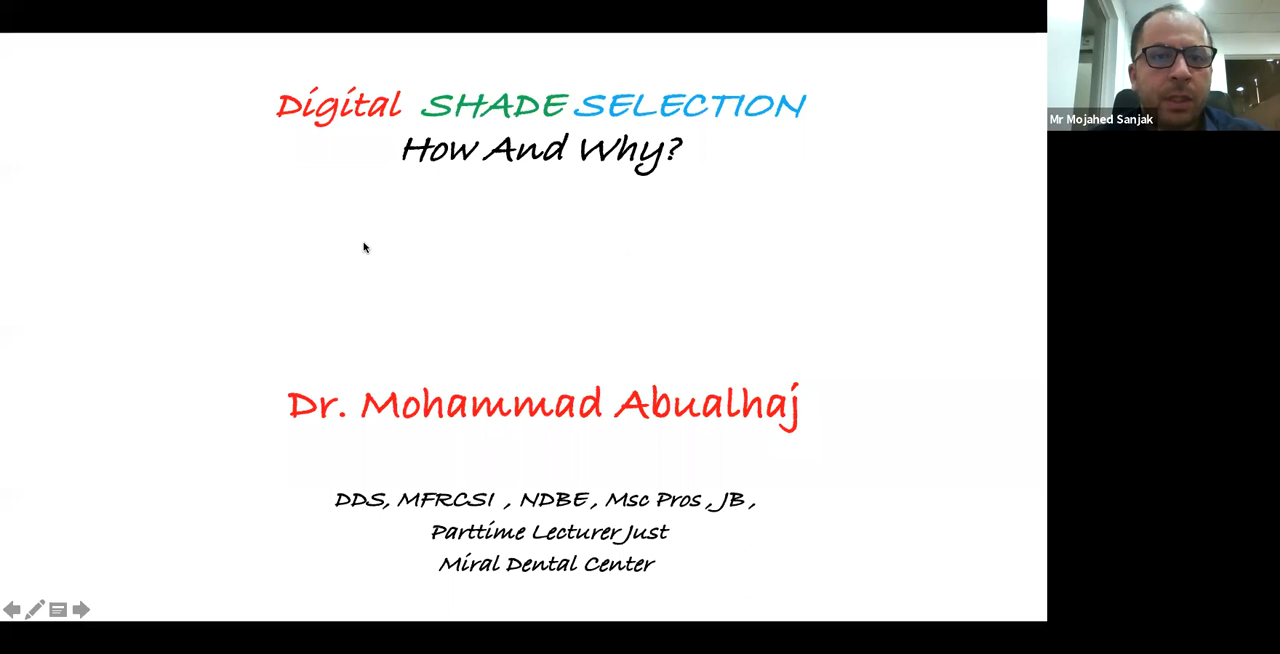 Digital SHADE SELECTION
How And Why?
Mr Mojahed Sanjak
Dr. Mohammad Abualhaj
DDS, MFRCSI , NDBE, Msc Pros, JB,
Parttime Lecturer Just
Miral Dental Center